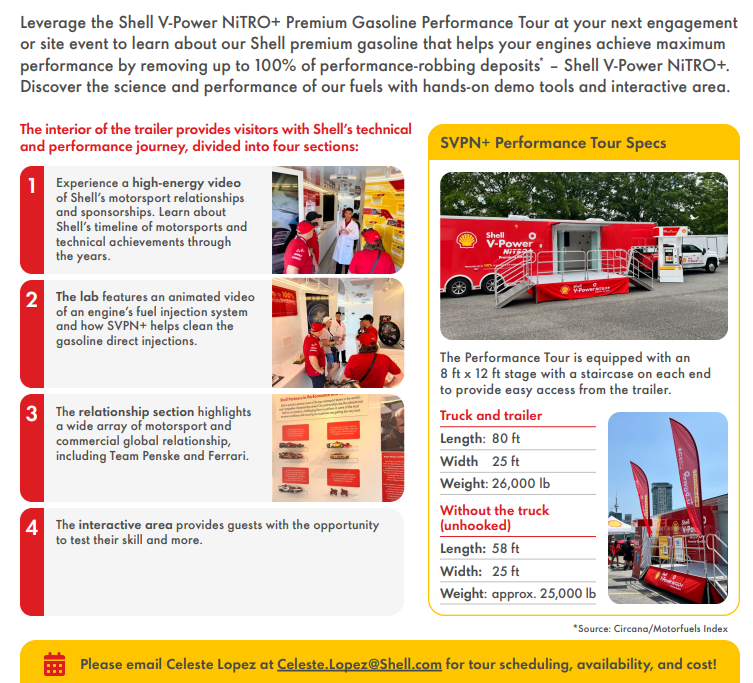 Leverage the Shell V-Power NiTRO+ Premium Gasoline Performance Tour at your next engagement
or site event to learn about our Shell premium gasoline that helps your engines achieve maximum
performance by removing up to 100% of performance-robbing deposits* – Shell V-Power NiTRO+.
Discover the science and performance of our fuels with hands-on demo tools and interactive area.
The interior of the trailer provides visitors with Shell's technical
and performance journey, divided into four sections:
1
Experience a high-energy video
of Shell's motorsport relationships
and sponsorships. Learn about
Shell's timeline of motorsports and
technical achievements through
the years.
2
The lab features an animated video
of an engine's fuel injection system
and how SVPN+ helps clean the
gasoline direct injections.
3
The relationship section highlights
a wide array of motorsport and
commercial global relationship,
including Team Penske and Ferrari.
Shell Partners in Performance
4
The interactive area provides guests with the opportunity
to test their skill and more.
SVPN+ Performance Tour Specs
Shell
V-Power
NiTRO+
Shell
V-Power NiTRO+
The Performance Tour is equipped with an
8 ft x 12 ft stage with a staircase on each end
to provide easy access from the trailer.
Truck and trailer
Length: 80 ft
Width 25 ft
Weight: 26,000 lb
Without the truck
(unhooked)
Length: 58 ft
Width: 25 ft
Weight: approx. 25,000 lb
Shell
V-Power
*Source: Circana/Motorfuels Index
Please email Celeste Lopez at Celeste.Lopez@Shell.com for tour scheduling, availability, and cost!